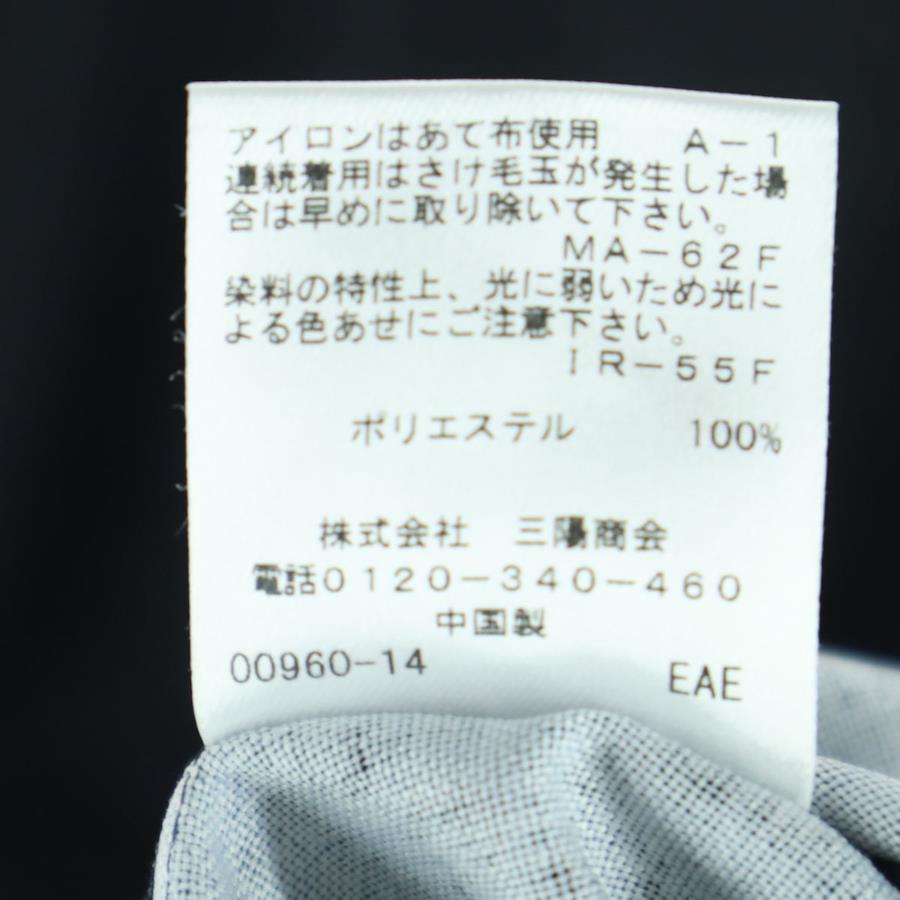 アイロンはあて布使用　Ａ－１
連続着用はさけ毛玉が発生した場
合は早めに取り除いて下さい。
ＭＡ－６２Ｆ
染料の特性上、光に弱いため光に
よる色あせにご注意下さい。
ＩＲ－５５Ｆ
ポリエステル　100%
株式会社　三陽商会
電話０１２０－３４０－４６０
中国製
00960-14　EAE